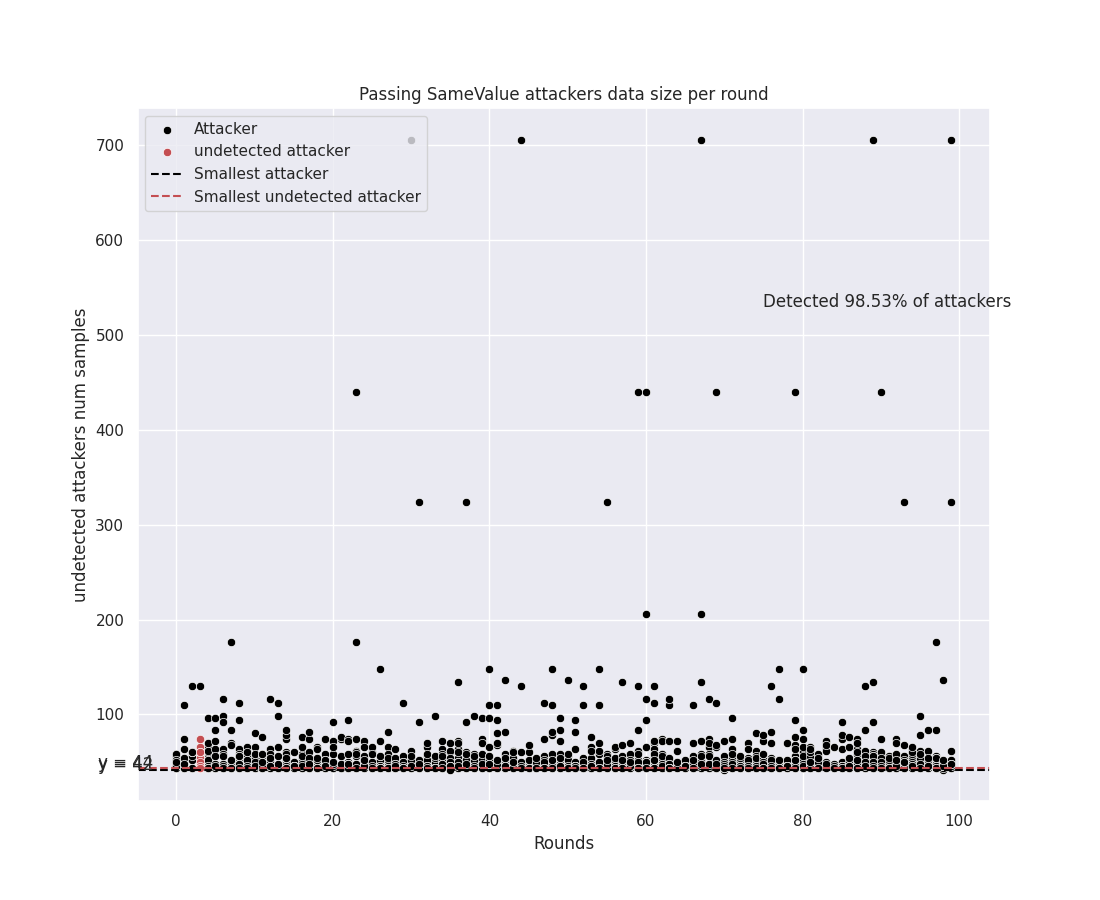 Passing SameValue attackers data size per round
Attacker
undetected attacker
Smallest attacker
Smallest undetected attacker
700
600
500
400
300
200
100
Detected 98.53% of attackers
undetected attackers num samples
y =
0
20
40
60
80
100
Rounds